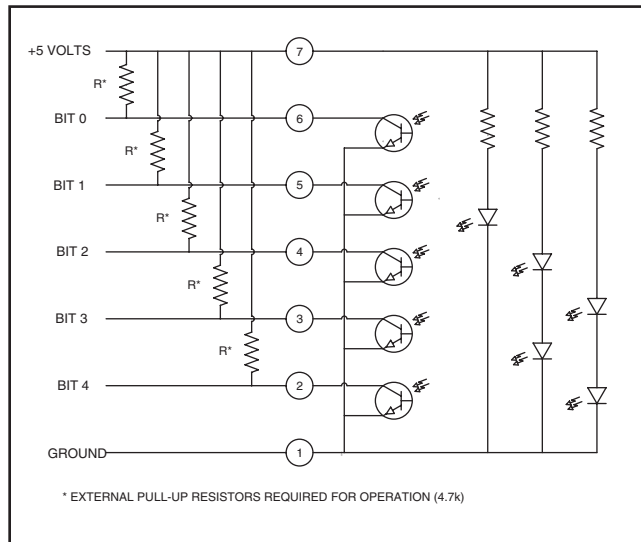 +5 VOLTS 7
R*
BIT 0 6
R*
BIT 1 5
R*
BIT 2 4
R*
BIT 3 3
R*
BIT 4 2
GROUND 1
* EXTERNAL PULL-UP RESISTORS REQUIRED FOR OPERATION (4.7k)